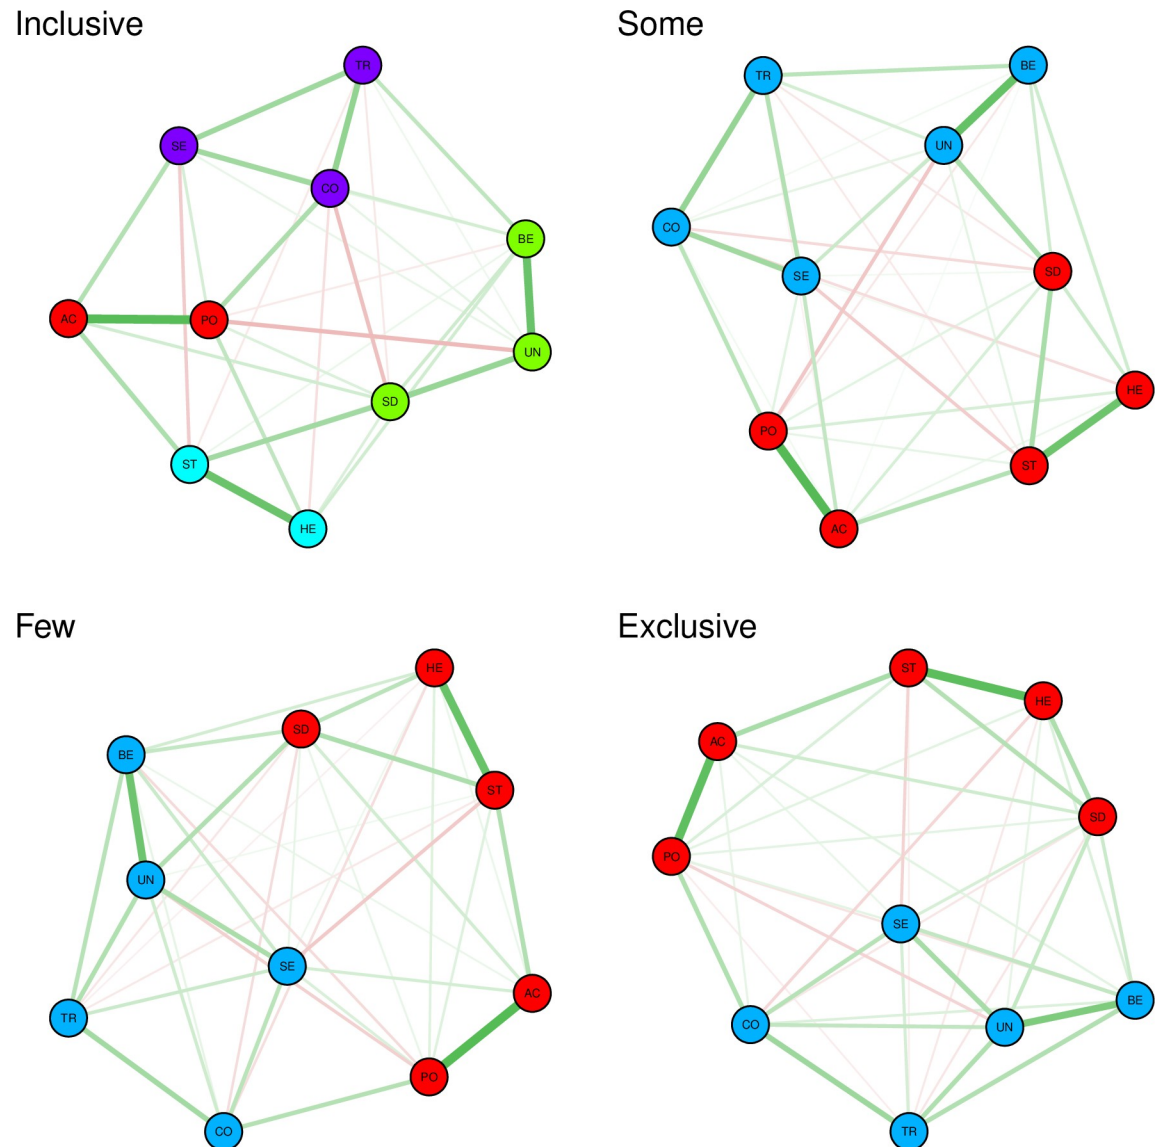 Inclusive
TR
SE
CO
BE
AC
PO
UN
SD
ST
HE
Some
TR
BE
UN
CO
SE
SD
HE
PO
ST
AC
Few
HE
SD
BE
ST
UN
SE
AC
TR
PO
CO
Exclusive
ST
HE
AC
SD
PO
SE
BE
CO
UN
TR